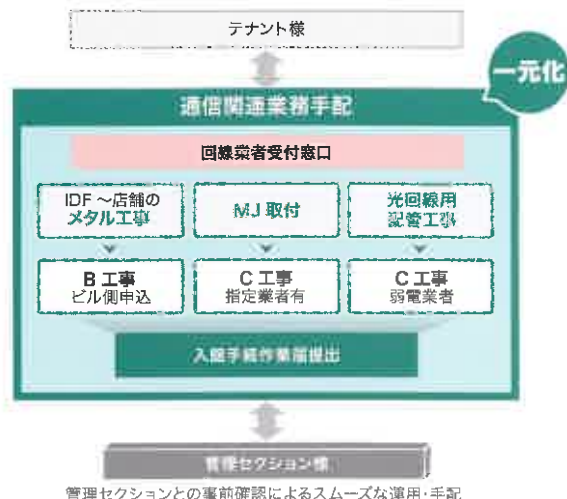 テナント様
一元化
通信関連業務手配
回線業者受付窓口
IDF ～店舗の
メタル工事
MJ 取付
光回線用
配管工事
B 工事
ビル側申込
C 工事
指定業者有
C 工事
弱電業者
入館手続作業届提出
管理セクション様
管理セクションとの事前確認によるスムーズな運用・手配